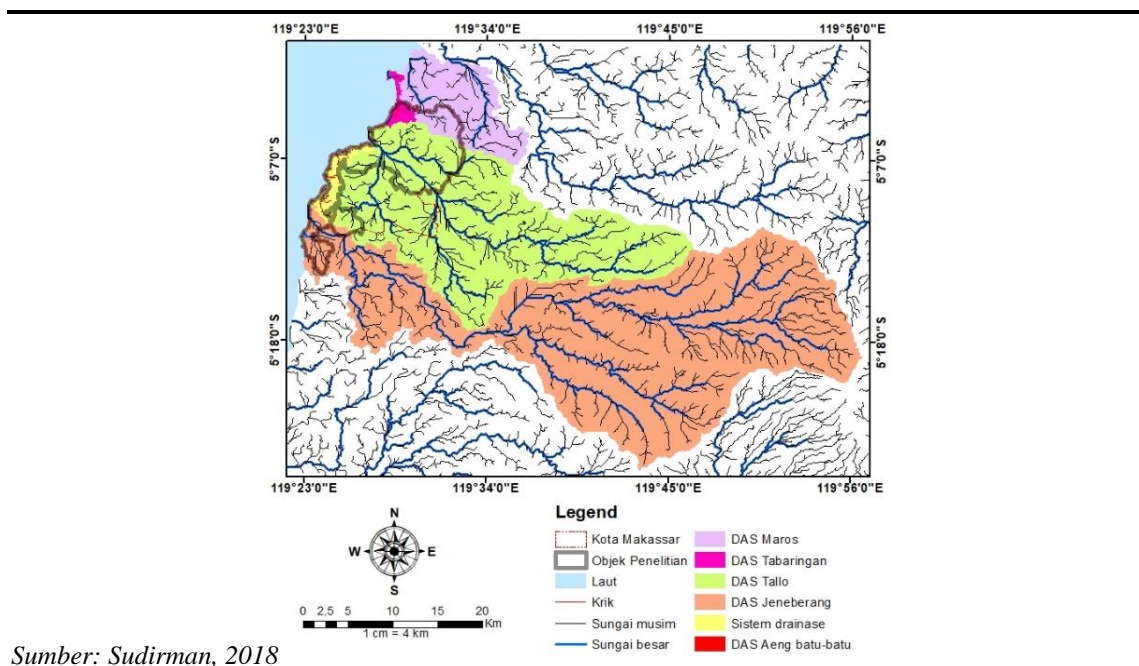 119°23'0"E 119°34'0"E 119°45'0"E 119°56'0"E
5°7'0"S 5°7'0"S
5°18'0"S 5°18'0"S
119°23'0"E 119°34'0"E 119°45'0"E 119°56'0"E
N
W E
S
0 2,5 5 10 15 20 Km
1 cm = 4 km
Legend
Kota Makassar
Objek Penelitian
Laut
Krik
Sungai musim
Sungai besar
DAS Maros
DAS Tabaringan
DAS Tallo
DAS Jeneberang
Sistem drainase
DAS Aeng batu-batu
Sumber: Sudirman, 2018